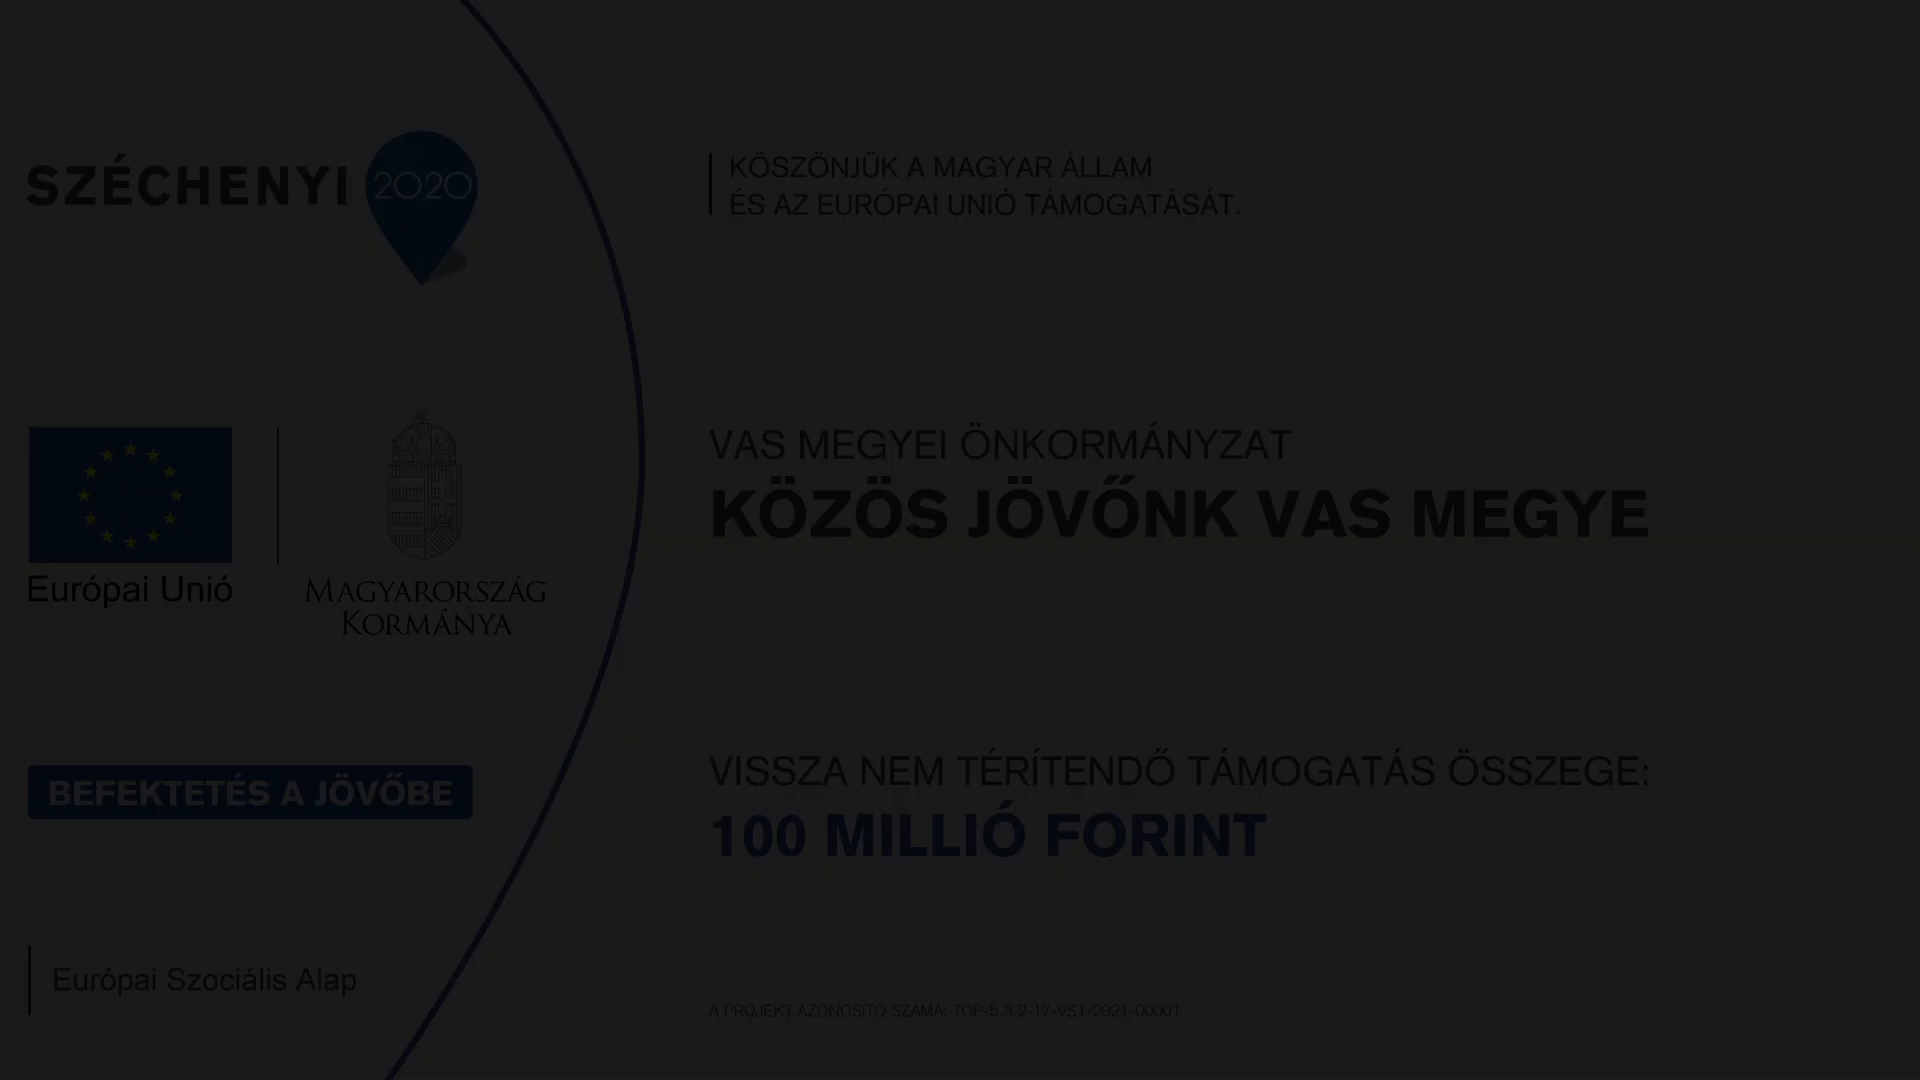 SZÉCHENYI 2020
KÖSZÖNJÜK A MAGYAR ÁLLAM
ÉS AZ EURÓPAI UNIÓ TÁMOGATÁSÁT.
Európai Unió
MAGYARORSZÁG
KORMÁNYA
VAS MEGYEI ÖNKORMÁNYZAT
KÖZÖS JÖVŐNK VAS MEGYE
BEFEKTETÉS A JÖVŐBE
VISSZA NEM TÉRÍTENDŐ TÁMOGATÁS ÖSSZEGE:
100 MILLIÓ FORINT
Európai Szociális Alap
A PROJEKT AZONOSÍTÓ SZÁMA: TOP-5.3.2-17-VS1-2021-00001